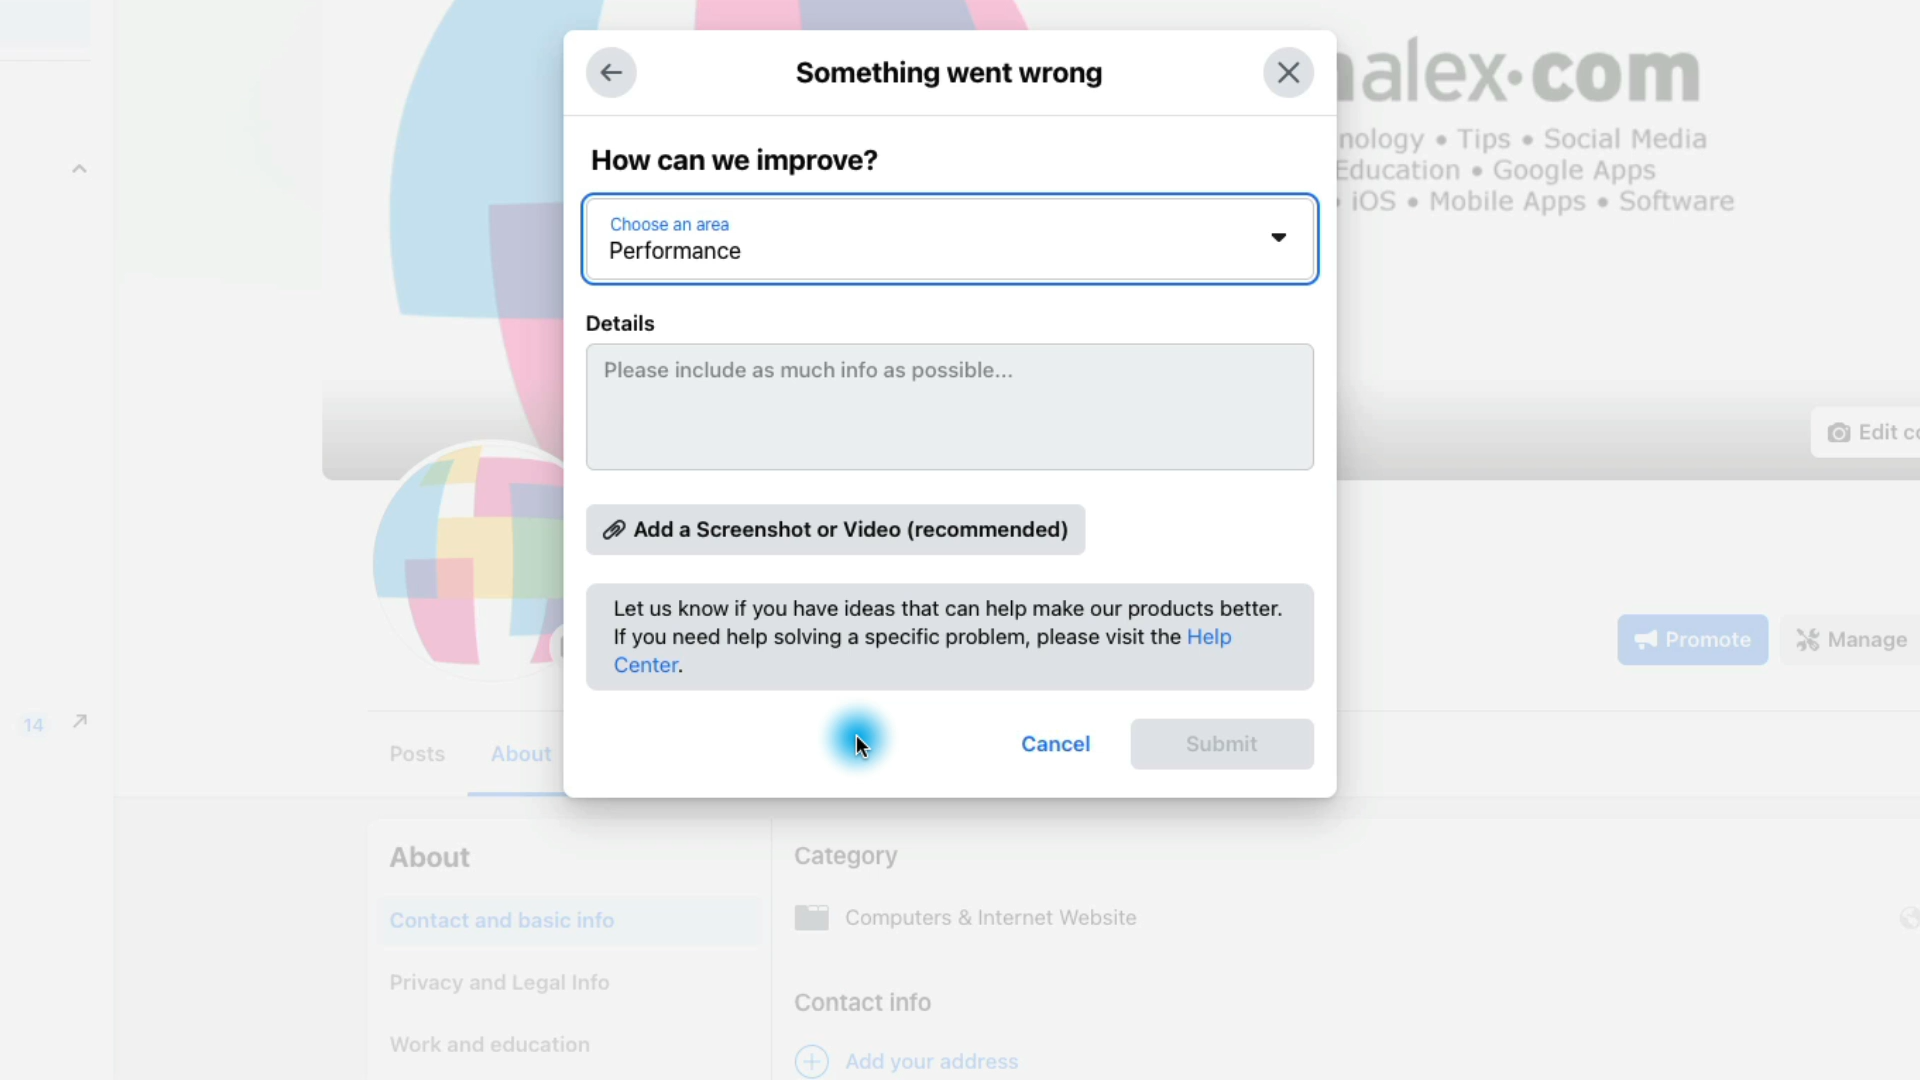 Something went wrong
How can we improve?
Choose an area
Performance
Details
Please include as much info as possible...
Add a Screenshot or Video (recommended)
Let us know if you have ideas that can help make our products better.
If you need help solving a specific problem, please visit the Help
Center.
Cancel
Submit
alex.com
nology • Tips • Social Media
Education • Google Apps
• iOS • Mobile Apps • Software
Edit
Promote
Manage
14
Posts
About
About
Contact and basic info
Privacy and Legal Info
Work and education
Category
Computers & Internet Website
Contact info
Add your address